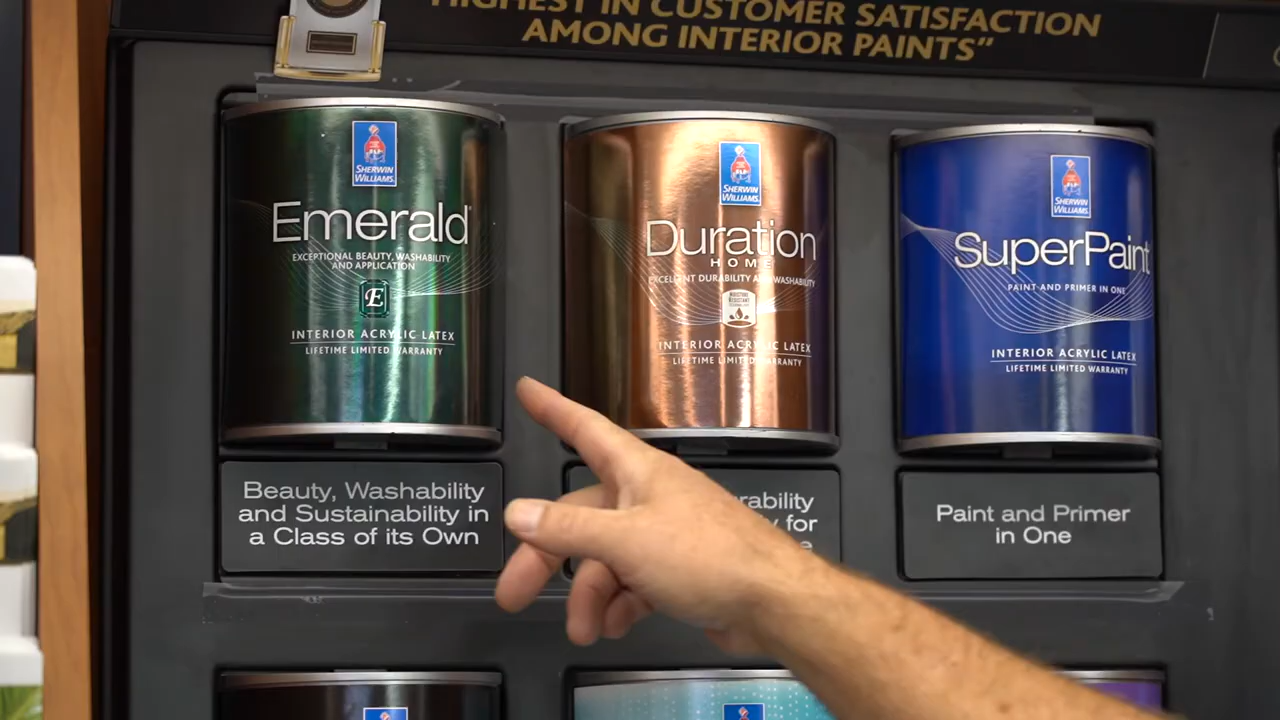 HIGHEST IN CUSTOMER SATISFACTION
AMONG INTERIOR PAINTS”
SHERWIN
WILLIAMS.
Emerald
EXCEPTIONAL BEAUTY, WASHABILITY
AND APPLICATION
E
INTERIOR ACRYLIC LATEX
LIFETIME LIMITED WARRANTY
Beauty, Washability
and Sustainability in
a Class of its Own
SHERWIN
WILLIAMS.
Duration
HOME
EXCELLENT DURABILITY AND WASHABILITY
MOISTURE
RESISTANT
INTERIOR ACRYLIC LATEX
LIFETIME LIMITED WARRANTY
SHERWIN
WILLIAMS.
SuperPaint
PAINT AND PRIMER IN ONE
INTERIOR ACRYLIC LATEX
LIFETIME LIMITED WARRANTY
Paint and Primer
in One